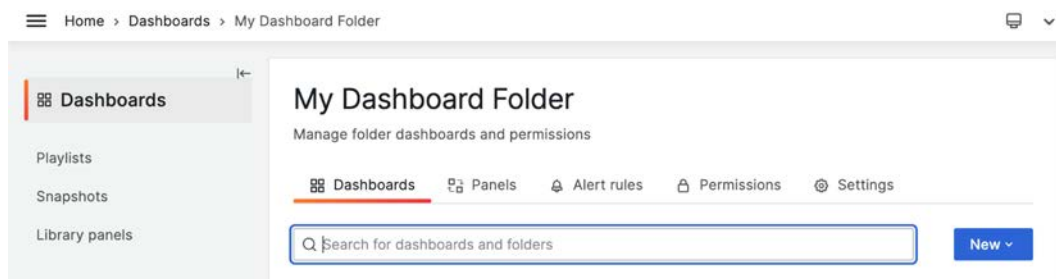 Home › Dashboards › My Dashboard Folder
Dashboards
Playlists
Snapshots
Library panels
My Dashboard Folder
Manage folder dashboards and permissions
Dashboards Panels Alert rules Permissions Settings
Search for dashboards and folders
New